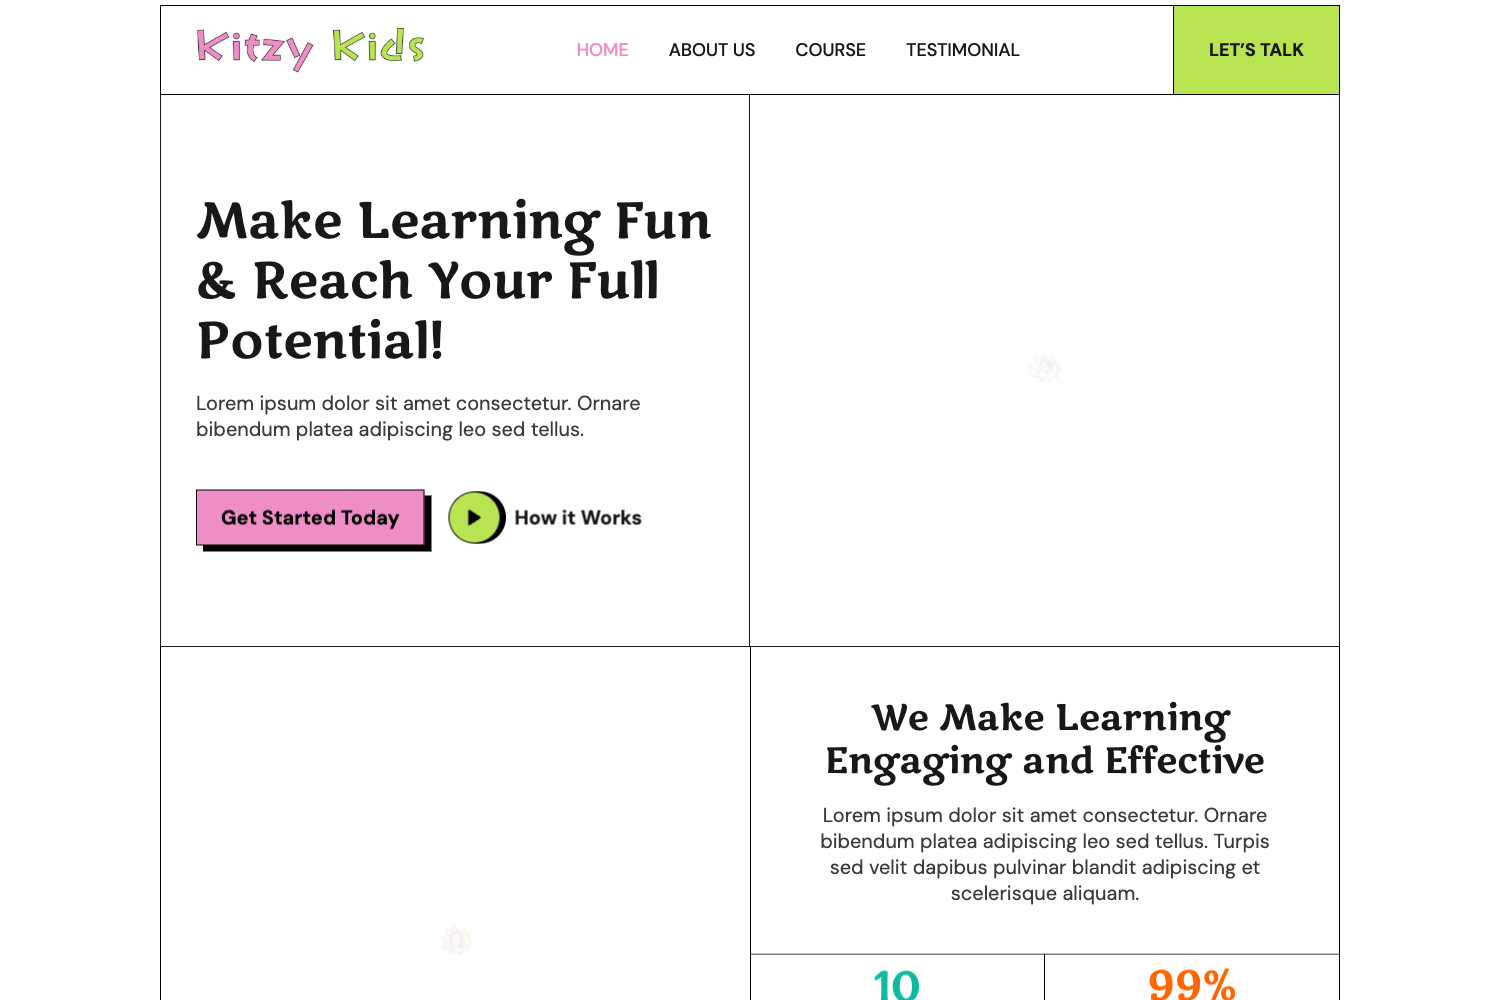 Kitzy Kids
HOME ABOUT US COURSE TESTIMONIAL
LET’S TALK
Make Learning Fun
& Reach Your Full
Potential!
Lorem ipsum dolor sit amet consectetur. Ornare
bibendum platea adipiscing leo sed tellus.
Get Started Today
How it Works
We Make Learning
Engaging and Effective
Lorem ipsum dolor sit amet consectetur. Ornare
bibendum platea adipiscing leo sed tellus. Turpis
sed velit dapibus pulvinar blandit adipiscing et
scelerisque aliquam.
10
99%